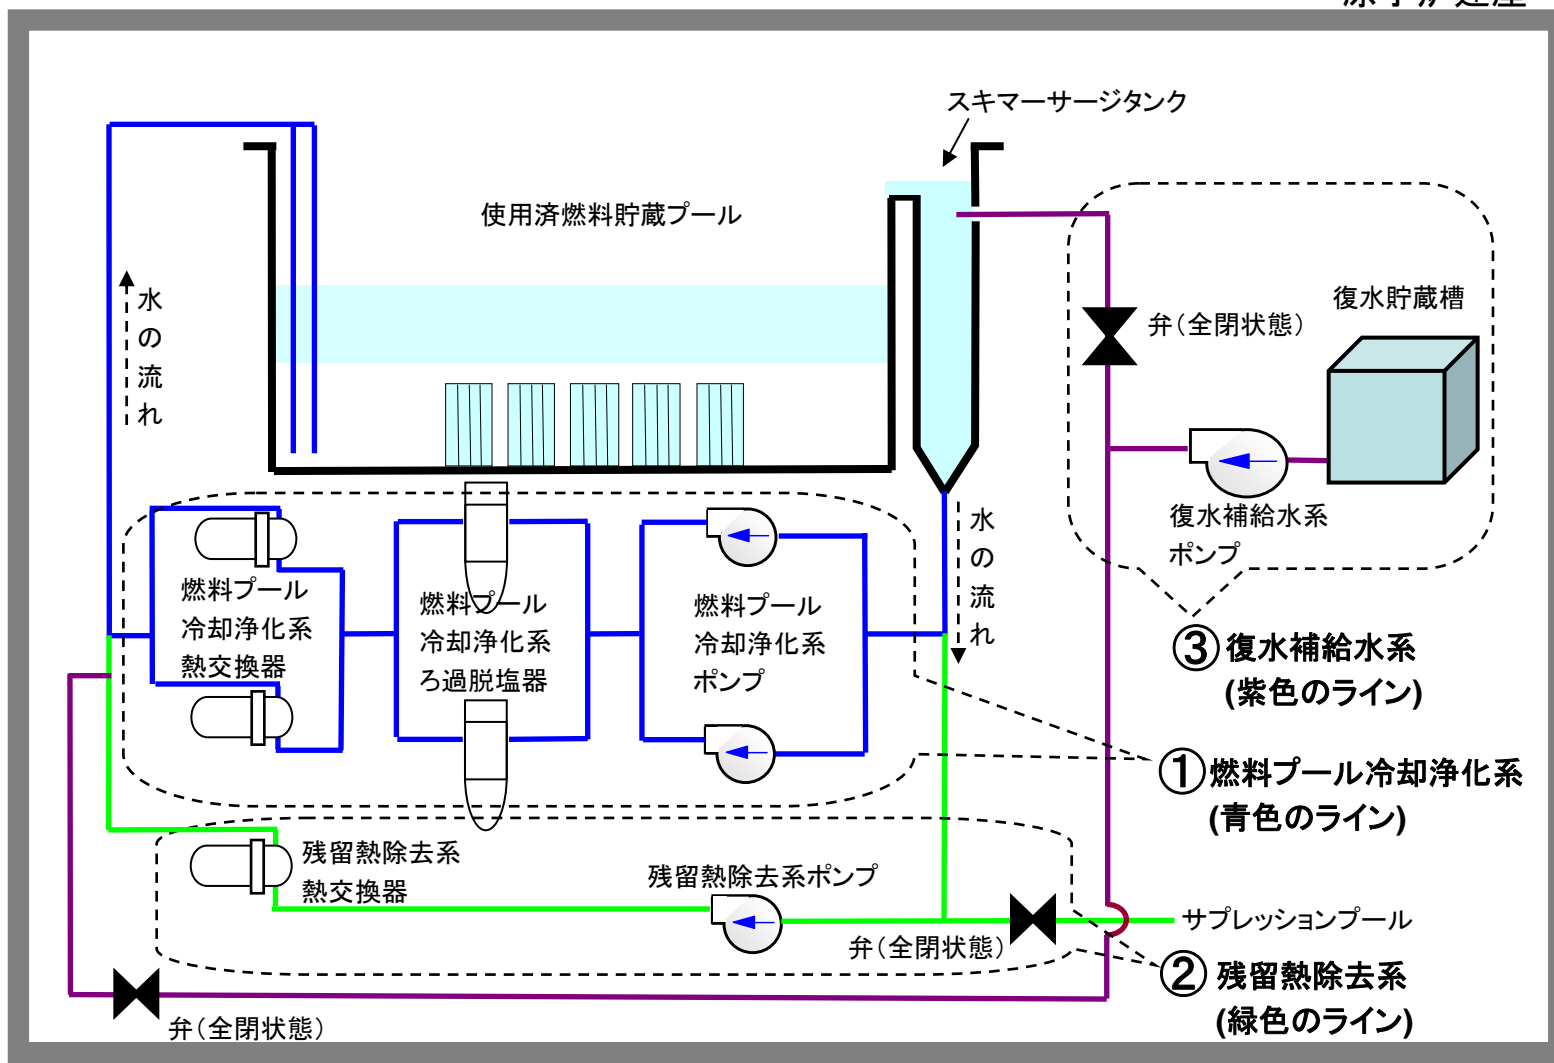 スキマーサージタンク
使用済燃料貯蔵プール
水の流れ
復水貯蔵槽
弁(全閉状態)
復水補給水系
ポンプ
水の流れ
燃料プール
冷却浄化系
熱交換器
燃料プール
冷却浄化系
ろ過脱塩器
燃料プール
冷却浄化系
ポンプ
③復水補給水系
(紫色のライン)
①燃料プール冷却浄化系
(青色のライン)
残留熱除去系
熱交換器
残留熱除去系ポンプ
弁(全閉状態)
サプレッションプール
②残留熱除去系
(緑色のライン)
弁(全閉状態)